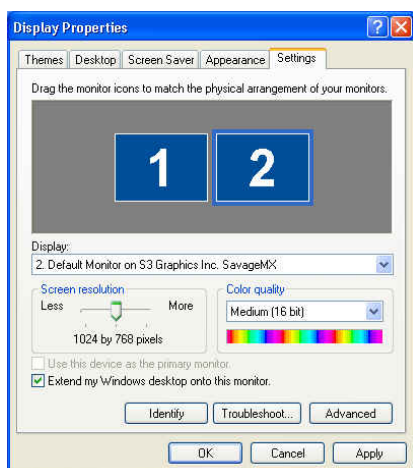 Display Properties
Themes Desktop Screen Saver Appearance Settings
Drag the monitor icons to match the physical arrangement of your monitors.
1 2
Display:
2. Default Monitor on S3 Graphics Inc. SavageMX
Screen resolution
Less More
1024 by 768 pixels
Color quality
Medium (16 bit)
Use this device as the primary monitor.
Extend my Windows desktop onto this monitor.
Identify Troubleshoot... Advanced
OK Cancel Apply